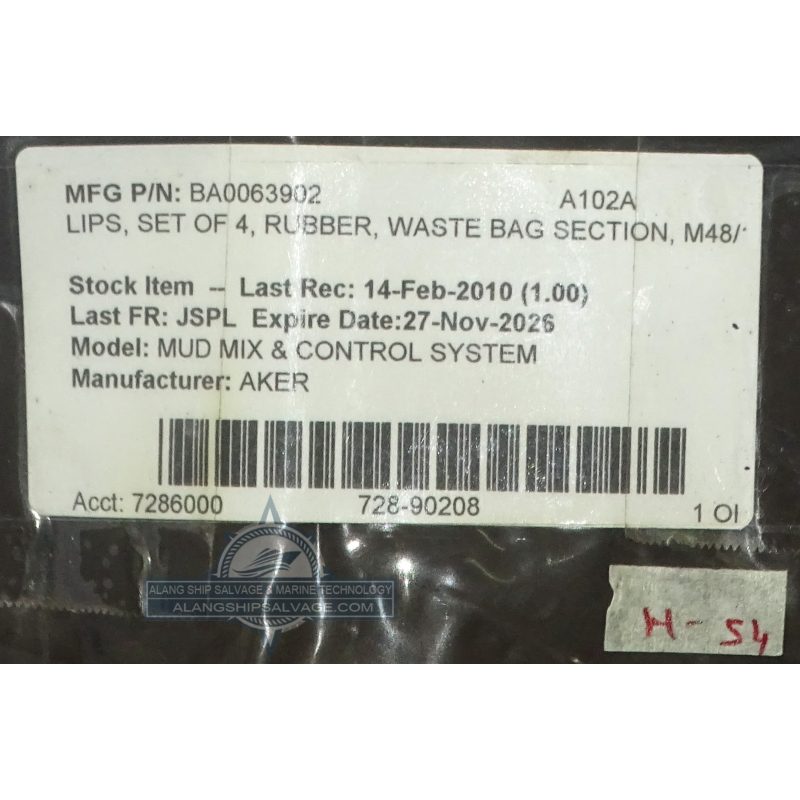 MFG P/N: BA0063902 A102A
LIPS, SET OF 4, RUBBER, WASTE BAG SECTION, M48/
Stock Item -- Last Rec: 14-Feb-2010 (1.00)
Last FR: JSPL Expire Date:27-Nov-2026
Model: MUD MIX & CONTROL SYSTEM
Manufacturer: AKER
Acct: 7286000 728-90208 1 OI
ALANG SHIP SALVAGE & MARINE TECHNOLOGY
ALANGSHIPSALVAGE.COM
H-54